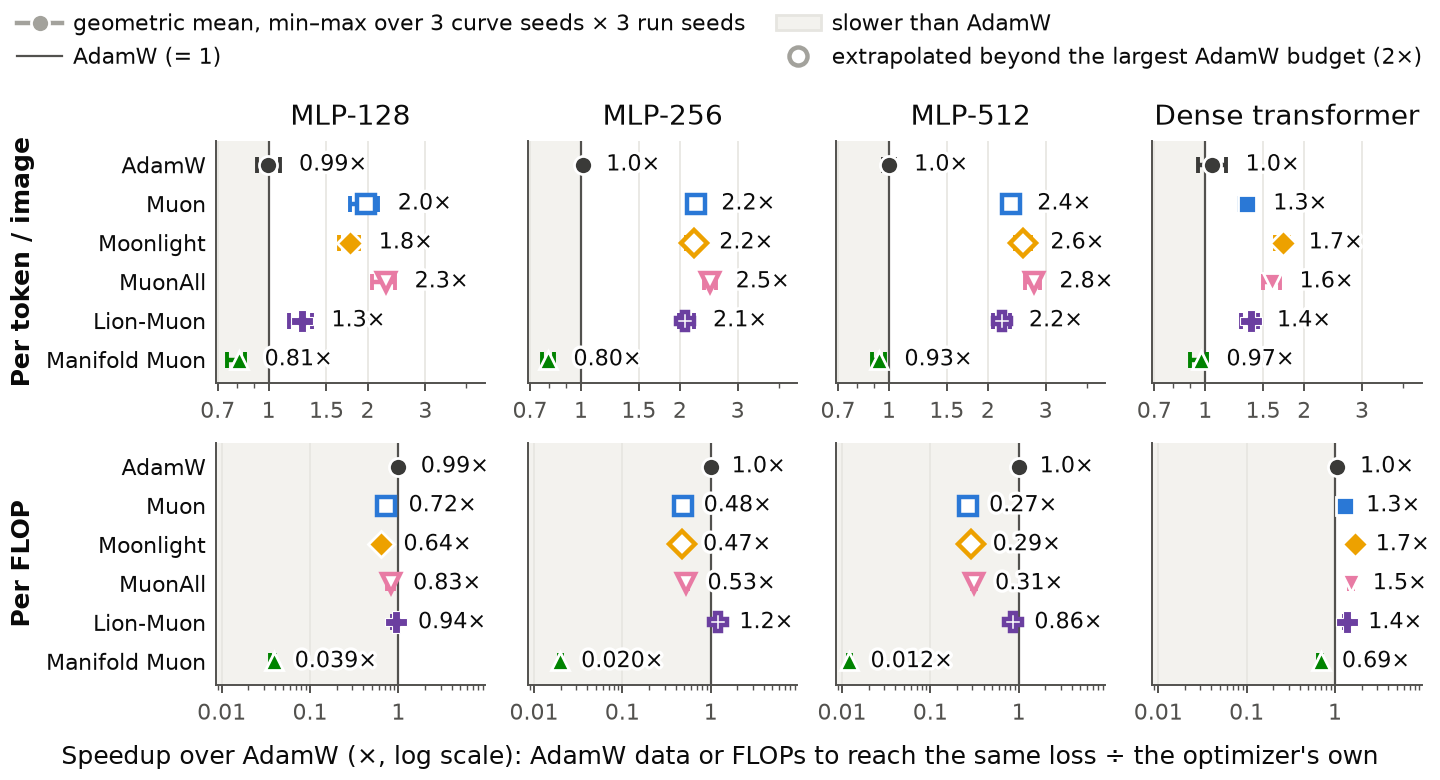 geometric mean, min–max over 3 curve seeds × 3 run seeds
slower than AdamW
AdamW (= 1)
extrapolated beyond the largest AdamW budget (2×)
MLP-128
MLP-256
MLP-512
Dense transformer
Per token / image
AdamW 0.99× 1.0× 1.0× 1.0×
Muon 2.0× 2.2× 2.4× 1.3×
Moonlight 1.8× 2.2× 2.6× 1.7×
MuonAll 2.3× 2.5× 2.8× 1.6×
Lion-Muon 1.3× 2.1× 2.2× 1.4×
Manifold Muon 0.81× 0.80× 0.93× 0.97×
0.7 1 1.5 2 3 0.7 1 1.5 2 3 0.7 1 1.5 2 3 0.7 1 1.5 2 3
Per FLOP
AdamW 0.99× 1.0× 1.0× 1.0×
Muon 0.72× 0.48× 0.27× 1.3×
Moonlight 0.64× 0.47× 0.29× 1.7×
MuonAll 0.83× 0.53× 0.31× 1.5×
Lion-Muon 0.94× 1.2× 0.86× 1.4×
Manifold Muon 0.039× 0.020× 0.012× 0.69×
0.01 0.1 1 0.01 0.1 1 0.01 0.1 1 0.01 0.1 1
Speedup over AdamW (×, log scale): AdamW data or FLOPs to reach the same loss ÷ the optimizer's own